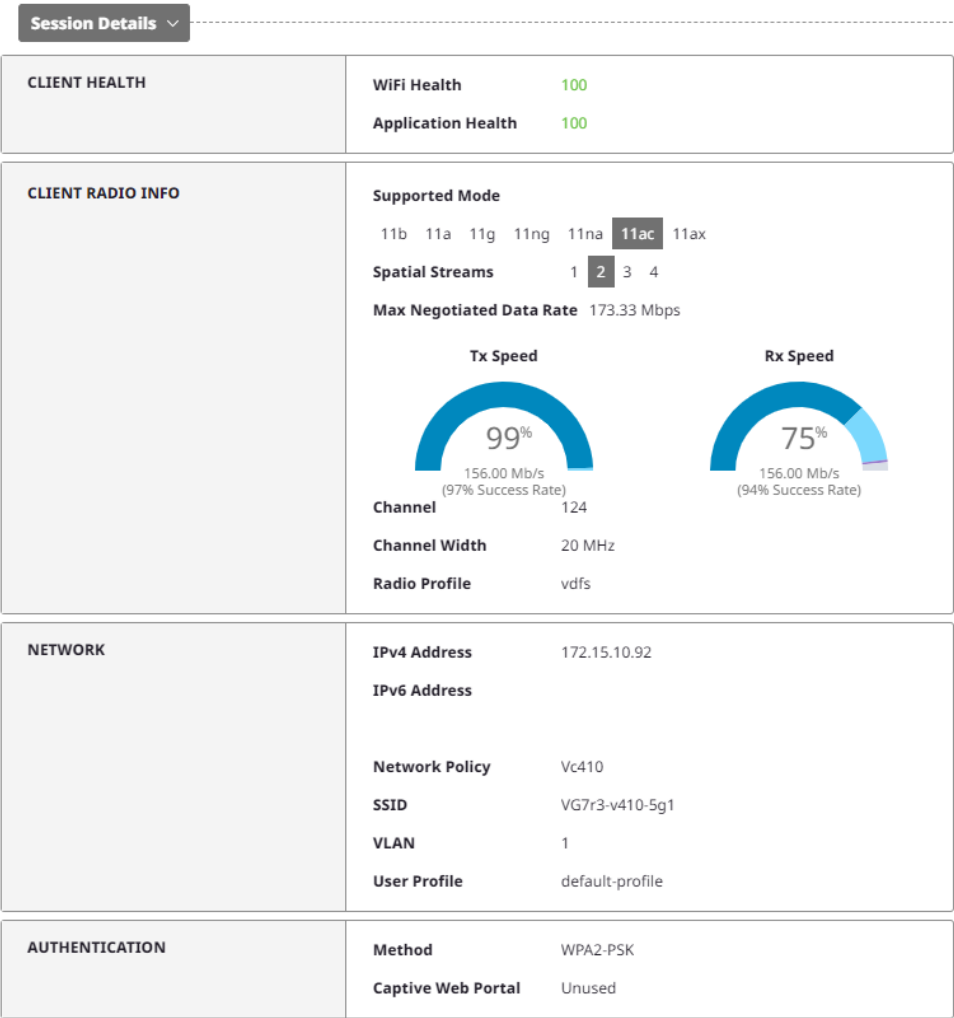 Session Details
CLIENT HEALTH
WiFi Health 100
Application Health 100
CLIENT RADIO INFO
Supported Mode
11b 11a 11g 11ng 11na 11ac 11ax
Spatial Streams 1 2 3 4
Max Negotiated Data Rate 173.33 Mbps
Tx Speed Rx Speed
99% 75%
156.00 Mb/s 156.00 Mb/s
(97% Success Rate) (94% Success Rate)
Channel 124
Channel Width 20 MHz
Radio Profile vdfs
NETWORK
IPv4 Address 172.15.10.92
IPv6 Address
Network Policy Vc410
SSID VG7r3-v410-5g1
VLAN 1
User Profile default-profile
AUTHENTICATION
Method WPA2-PSK
Captive Web Portal Unused